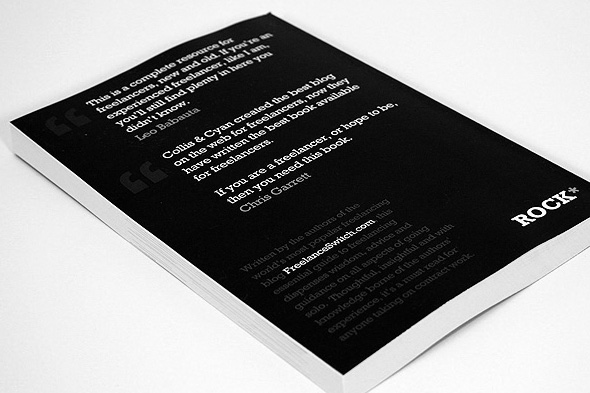 “
This is a complete resource for
freelancers, new and old. If you're an
experienced freelancer, like I am,
you'll still find plenty in here you
didn't know.
Leo Babauta
“
Collis & Cyan created the best blog
on the web for freelancers, now they
have written the best book available
for freelancers.
If you are a freelancer, or hope to be,
then you need this book.
Chris Garrett
Written by the authors of the
world's most popular freelancing
blog FreelanceSwitch.com this
essential guide to freelancing
dispenses wisdom, advice and
guidance on all aspects of going
solo. Thoughtful, insightful and with
knowledge borne of the authors'
experience, it's a must read for
anyone taking on contract work.
ROCK*